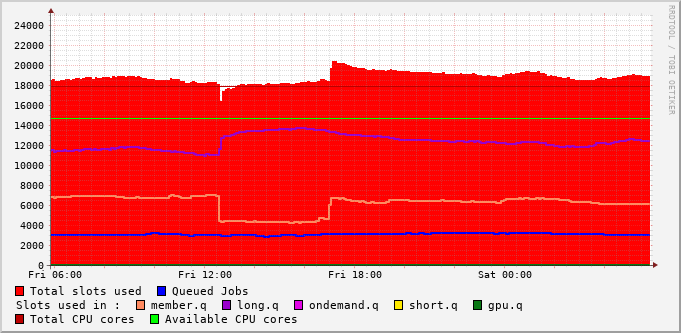 24000
22000
20000
18000
16000
14000
12000
10000
8000
6000
4000
2000
0
Fri 06:00 Fri 12:00 Fri 18:00 Sat 00:00
Total slots used Queued Jobs
Slots used in : member.q long.q ondemand.q short.q gpu.q
Total CPU cores Available CPU cores
RRDTOOL / TOBI OETIKER